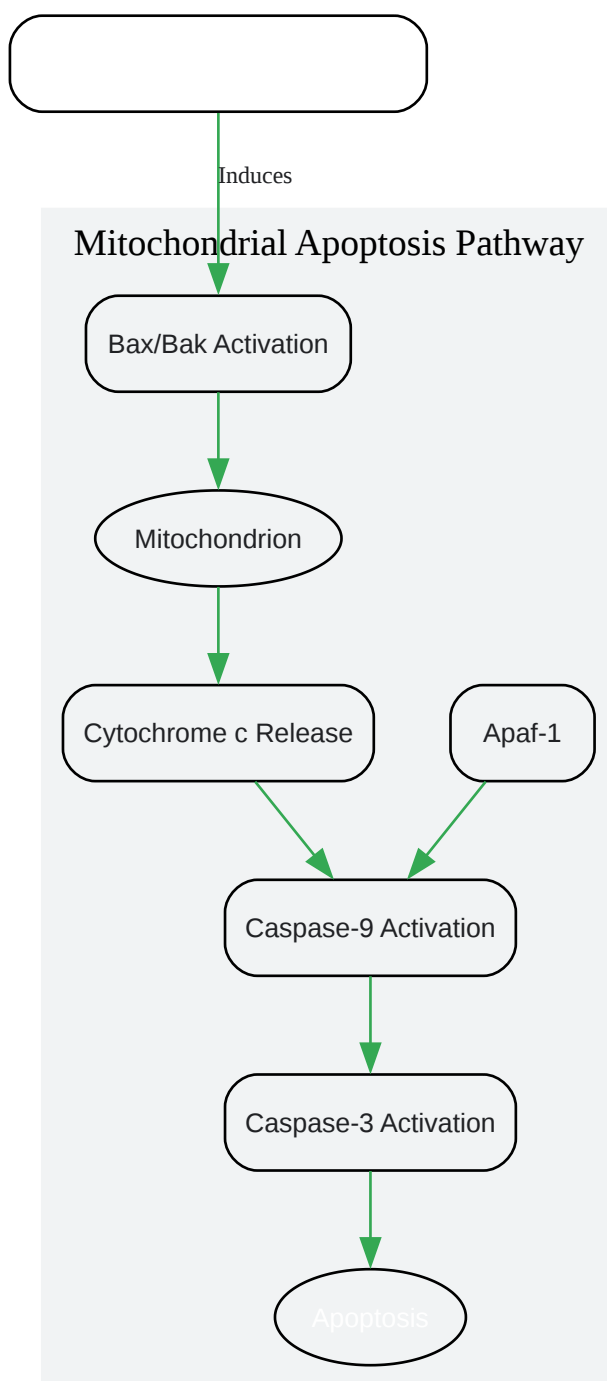 Induces
Mitochondrial Apoptosis Pathway
Bax/Bak Activation
Mitochondrion
Cytochrome c Release
Apaf-1
Caspase-9 Activation
Caspase-3 Activation
Apoptosis